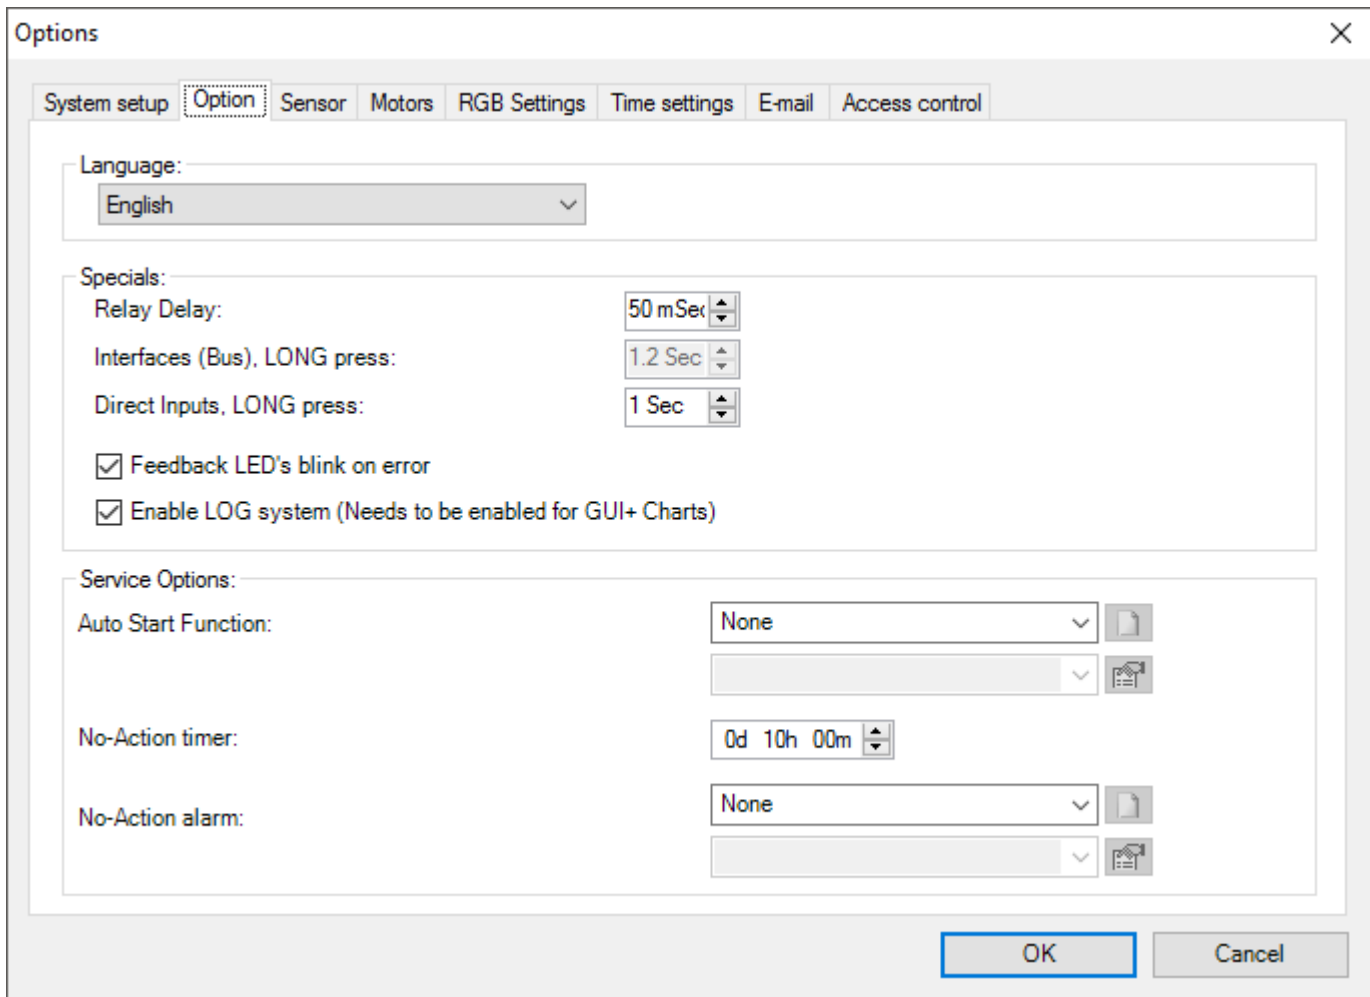 Options
System setup Option Sensor Motors RGB Settings Time settings E-mail Access control
Language:
English
Specials:
Relay Delay: 50 mSec
Interfaces (Bus), LONG press: 1.2 Sec
Direct Inputs, LONG press: 1 Sec
Feedback LED's blink on error
Enable LOG system (Needs to be enabled for GUI+ Charts)
Service Options:
Auto Start Function: None
No-Action timer: 0d 10h 00m
No-Action alarm: None
OK Cancel